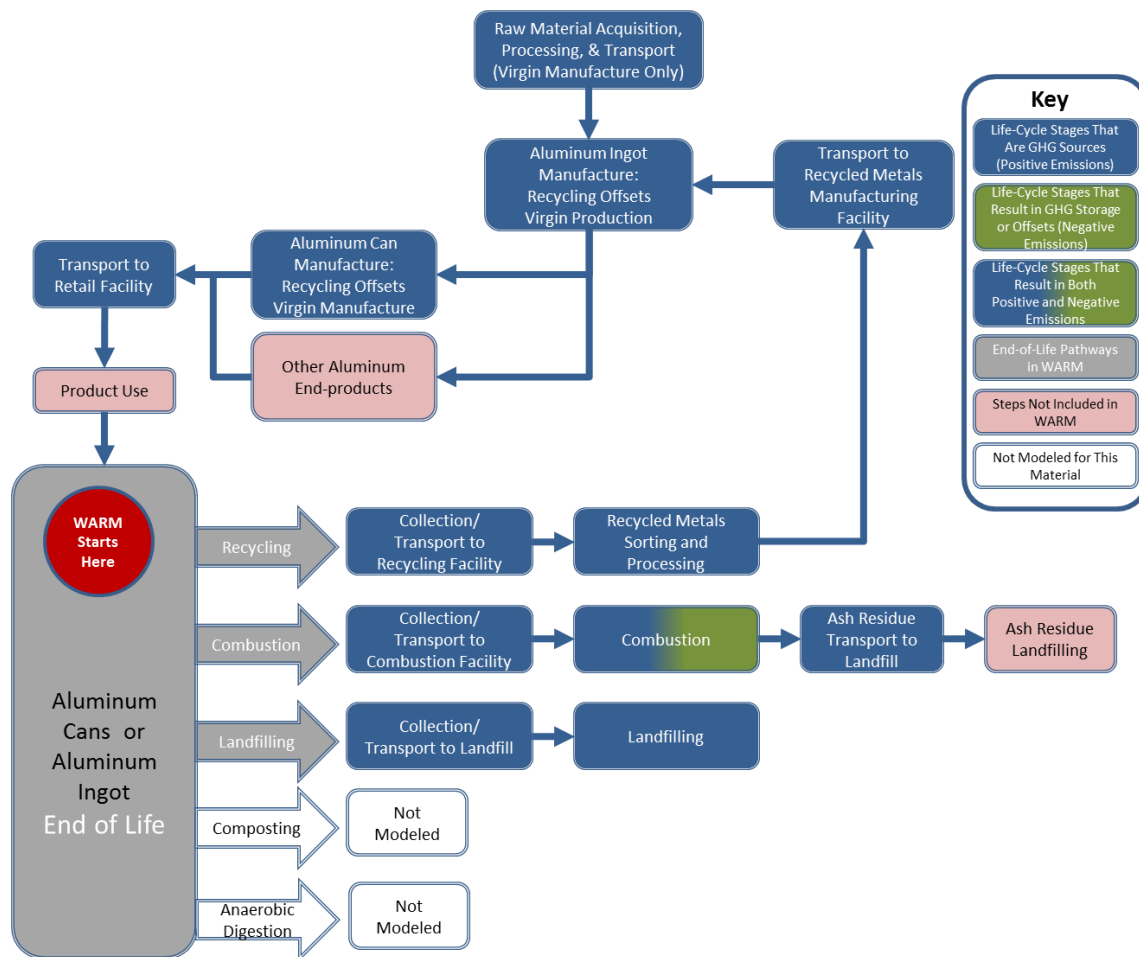 Raw Material Acquisition,
Processing, & Transport
(Virgin Manufacture Only)
Aluminum Ingot
Manufacture:
Recycling Offsets
Virgin Production
Transport to
Recycled Metals
Manufacturing
Facility
Transport to
Retail Facility
Aluminum Can
Manufacture:
Recycling Offsets
Virgin Manufacture
Other Aluminum
End-products
Product Use
Key
Life-Cycle Stages That
Are GHG Sources
(Positive Emissions)
Life-Cycle Stages That
Result in GHG Storage
or Offsets (Negative
Emissions)
Life-Cycle Stages That
Result in Both
Positive and Negative
Emissions
End-of-Life Pathways
in WARM
Steps Not Included in
WARM
Not Modeled for This
Material
WARM
Starts
Here
Aluminum
Cans or
Aluminum
Ingot
End of Life
Recycling
Collection/
Transport to
Recycling Facility
Recycled Metals
Sorting and
Processing
Combustion
Collection/
Transport to
Combustion Facility
Combustion
Ash Residue
Transport to
Landfill
Ash Residue
Landfilling
Landfilling
Collection/
Transport to Landfill
Landfilling
Composting
Not
Modeled
Anaerobic
Digestion
Not
Modeled